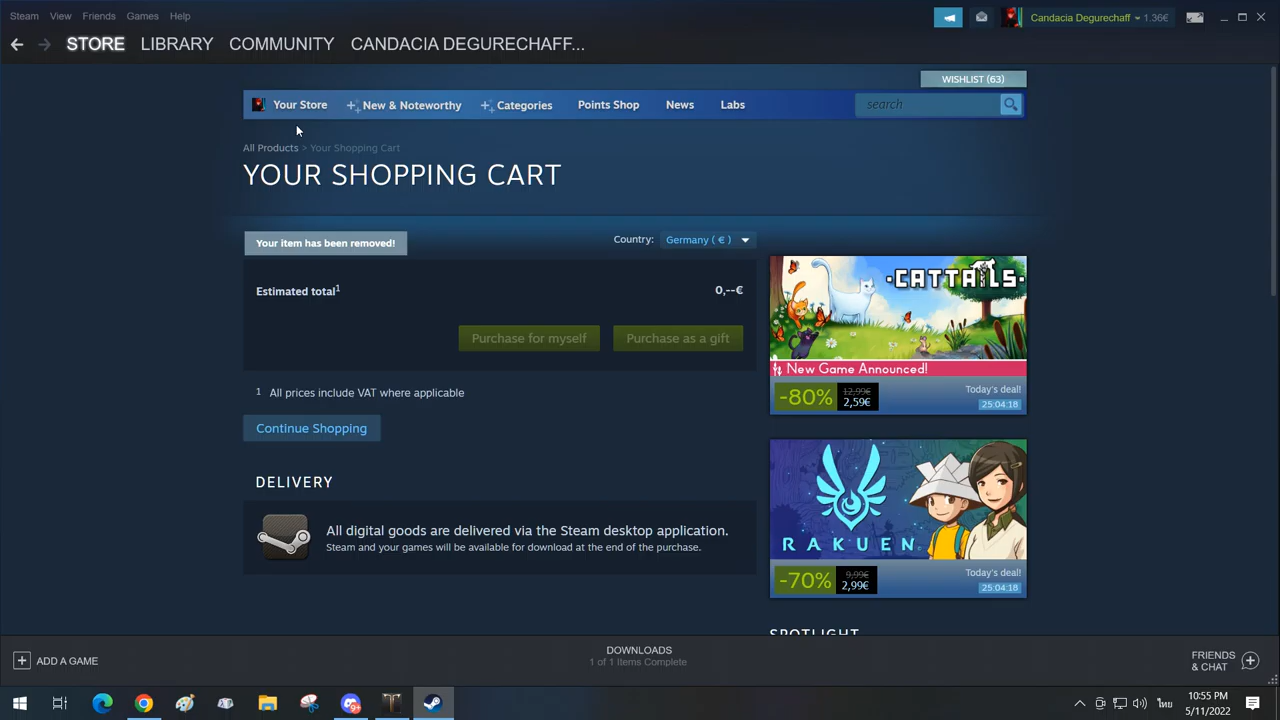 Steam View Friends Games Help
Candacia Degurechaff 1.36€
STORE LIBRARY COMMUNITY CANDACIA DEGURECHAFF...
WISHLIST (63)
Your Store New & Noteworthy Categories Points Shop News Labs search
All Products > Your Shopping Cart
YOUR SHOPPING CART
Your item has been removed!
Country: Germany ( € )
Estimated total¹ 0,--€
Purchase for myself Purchase as a gift
1 All prices include VAT where applicable
Continue Shopping
DELIVERY
All digital goods are delivered via the Steam desktop application.
Steam and your games will be available for download at the end of the purchase.
·CATTAILS·
New Game Announced!
-80% 12,99€ 2,59€
Today's deal!
25:04:18
RAKUEN
-70% 9,99€ 2,99€
Today's deal!
25:04:18
SPOTLIGHT
ADD A GAME
DOWNLOADS
1 of 1 Items Complete
FRIENDS
& CHAT
ไทย
10:55 PM
5/11/2022